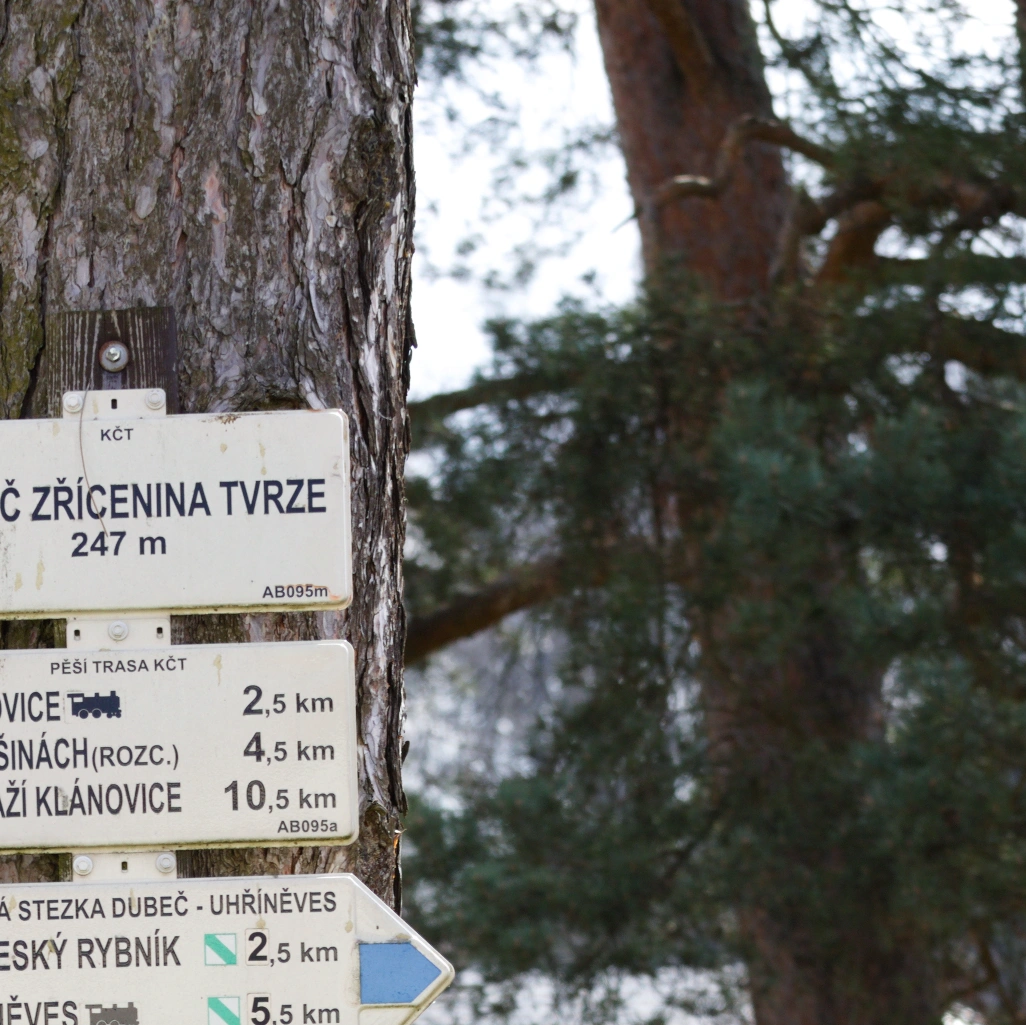 KČT
Č ZŘÍCENINA TVRZE
247 m
AB095m
PĚŠÍ TRASA KČT
OVICE 2,5 km
ŠINÁCH (ROZC.) 4,5 km
AŽÍ KLÁNOVICE 10,5 km
AB095a
Á STEZKA DUBEČ - UHŘÍNĚVES
ESKÝ RYBNÍK 2,5 km
NĚVES 5,5 km